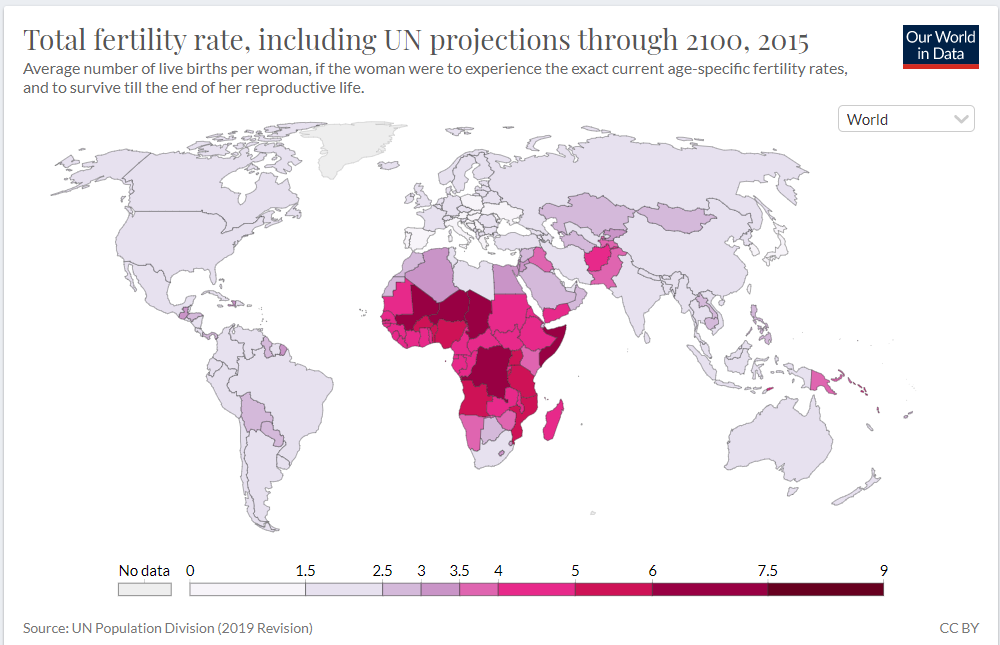 Total fertility rate, including UN projections through 2100, 2015
Our World
in Data
Average number of live births per woman, if the woman were to experience the exact current age-specific fertility rates,
and to survive till the end of her reproductive life.
World
No data 0 1.5 2.5 3 3.5 4 5 6 7.5 9
Source: UN Population Division (2019 Revision)
CC BY